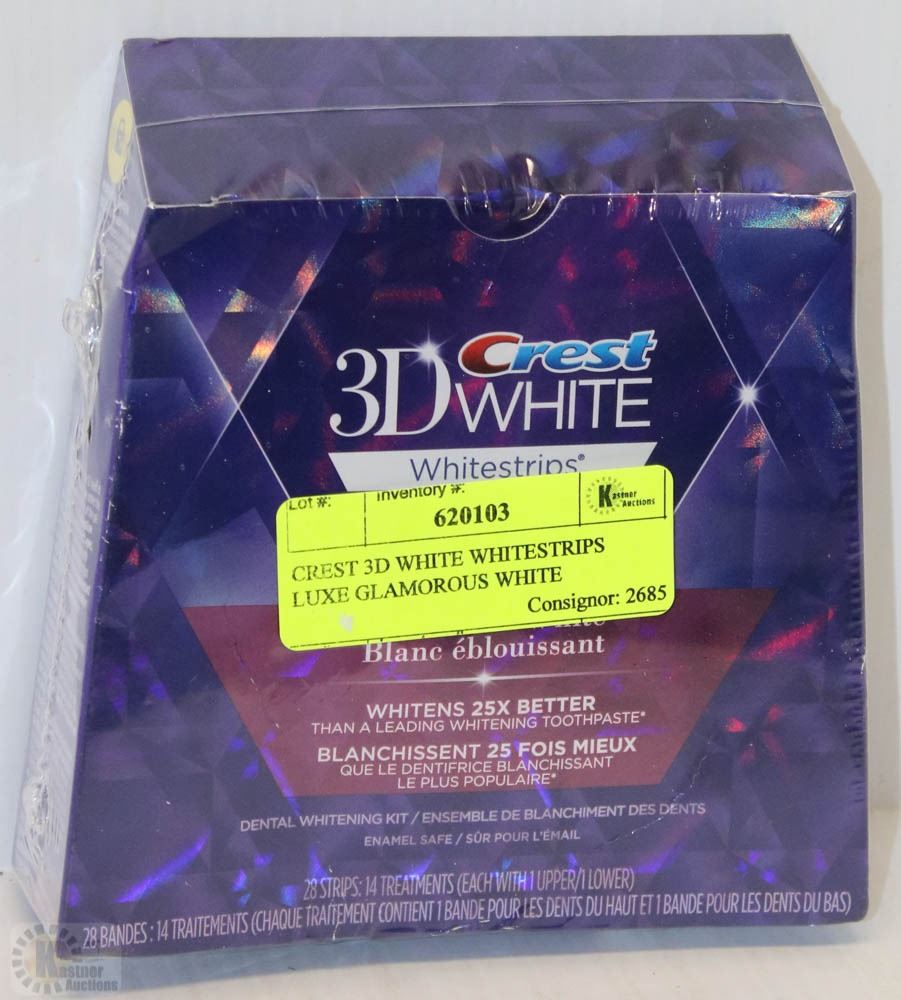 Crest
3D WHITE
Whitestrips®
Lot #:
Inventory #:
620103
Kastner
Auctions
CREST 3D WHITE WHITESTRIPS
LUXE GLAMOROUS WHITE
Consignor: 2685
Blanc éblouissant
WHITENS 25X BETTER
THAN A LEADING WHITENING TOOTHPASTE*
BLANCHISSENT 25 FOIS MIEUX
QUE LE DENTIFRICE BLANCHISSANT
LE PLUS POPULAIRE*
DENTAL WHITENING KIT / ENSEMBLE DE BLANCHIMENT DES DENTS
ENAMEL SAFE / SÛR POUR L'ÉMAIL
28 STRIPS: 14 TREATMENTS (EACH WITH 1 UPPER/1 LOWER)
28 BANDES : 14 TRAITEMENTS (CHAQUE TRAITEMENT CONTIENT 1 BANDE POUR LES DENTS DU HAUT ET 1 BANDE POUR LES DENTS DU BAS)
Kastner
Auctions